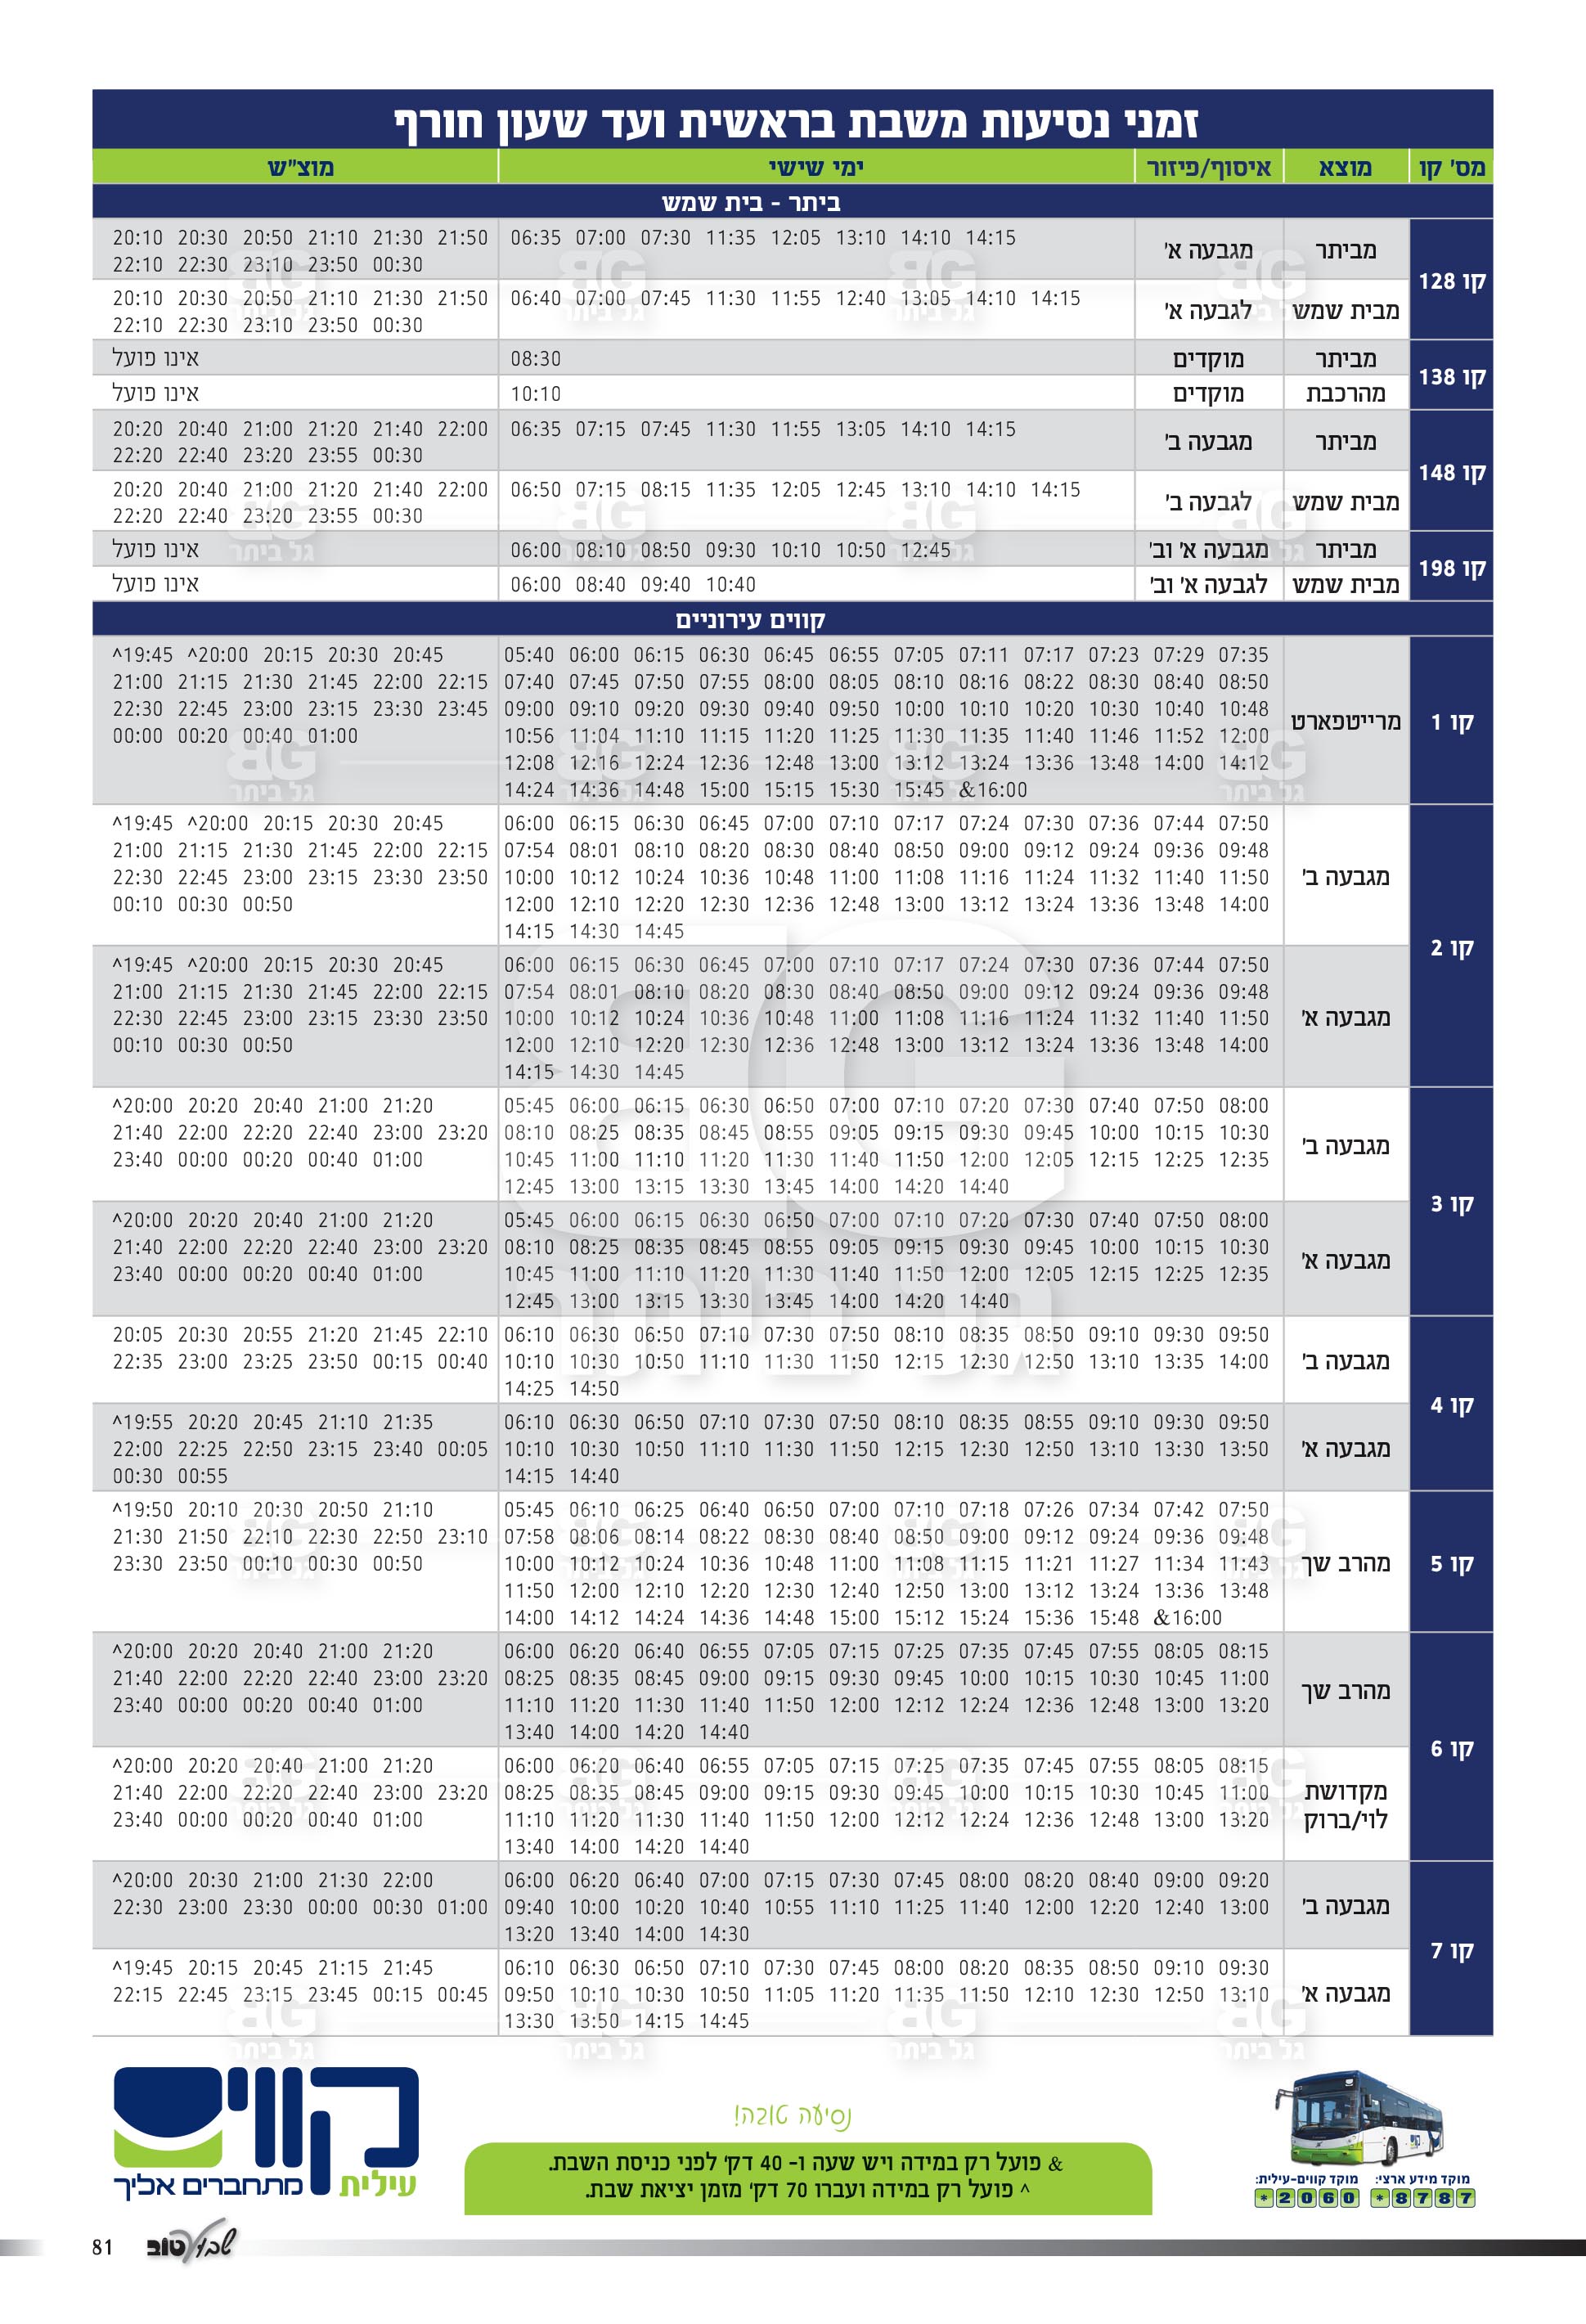 זמני נסיעות משבת בראשית ועד שעון חורף
מס' קו מוצא איסוף/פיזור ימי שישי מוצ"ש
ביתר - בית שמש
קו 128
מביתר מגבעה א'
06:35 07:00 07:30 11:35 12:05 13:10 14:10 14:15
20:10 20:30 20:50 21:10 21:30 21:50
22:10 22:30 23:10 23:50 00:30
מבית שמש לגבעה א'
06:40 07:00 07:45 11:30 11:55 12:40 13:05 14:10 14:15
20:10 20:30 20:50 21:10 21:30 21:50
22:10 22:30 23:10 23:50 00:30
קו 138
מביתר מוקדים 08:30 אינו פועל
מהרכבת מוקדים 10:10 אינו פועל
קו 148
מביתר מגבעה ב'
06:35 07:15 07:45 11:30 11:55 13:05 14:10 14:15
20:20 20:40 21:00 21:20 21:40 22:00
22:20 22:40 23:20 23:55 00:30
מבית שמש לגבעה ב'
06:50 07:15 08:15 11:35 12:05 12:45 13:10 14:10 14:15
20:20 20:40 21:00 21:20 21:40 22:00
22:20 22:40 23:20 23:55 00:30
קו 198
מביתר מגבעה א' וב' 06:00 08:10 08:50 09:30 10:10 10:50 12:45 אינו פועל
מבית שמש לגבעה א' וב' 06:00 08:40 09:40 10:40 אינו פועל
קווים עירוניים
קו 1
מרייטפארט
05:40 06:00 06:15 06:30 06:45 06:55 07:05 07:11 07:17 07:23 07:29 07:35
07:40 07:45 07:50 07:55 08:00 08:05 08:10 08:16 08:22 08:30 08:40 08:50
09:00 09:10 09:20 09:30 09:40 09:50 10:00 10:10 10:20 10:30 10:40 10:48
10:56 11:04 11:10 11:15 11:20 11:25 11:30 11:35 11:40 11:46 11:52 12:00
12:08 12:16 12:24 12:36 12:48 13:00 13:12 13:24 13:36 13:48 14:00 14:12
14:24 14:36 14:48 15:00 15:15 15:30 15:45 &16:00
^19:45 ^20:00 20:15 20:30 20:45
21:00 21:15 21:30 21:45 22:00 22:15
22:30 22:45 23:00 23:15 23:30 23:45
00:00 00:20 00:40 01:00
קו 2
מגבעה ב'
06:00 06:15 06:30 06:45 07:00 07:10 07:17 07:24 07:30 07:36 07:44 07:50
07:54 08:01 08:10 08:20 08:30 08:40 08:50 09:00 09:12 09:24 09:36 09:48
10:00 10:12 10:24 10:36 10:48 11:00 11:08 11:16 11:24 11:32 11:40 11:50
12:00 12:10 12:20 12:30 12:36 12:48 13:00 13:12 13:24 13:36 13:48 14:00
14:15 14:30 14:45
^19:45 ^20:00 20:15 20:30 20:45
21:00 21:15 21:30 21:45 22:00 22:15
22:30 22:45 23:00 23:15 23:30 23:50
00:10 00:30 00:50
מגבעה א'
06:00 06:15 06:30 06:45 07:00 07:10 07:17 07:24 07:30 07:36 07:44 07:50
07:54 08:01 08:10 08:20 08:30 08:40 08:50 09:00 09:12 09:24 09:36 09:48
10:00 10:12 10:24 10:36 10:48 11:00 11:08 11:16 11:24 11:32 11:40 11:50
12:00 12:10 12:20 12:30 12:36 12:48 13:00 13:12 13:24 13:36 13:48 14:00
14:15 14:30 14:45
^19:45 ^20:00 20:15 20:30 20:45
21:00 21:15 21:30 21:45 22:00 22:15
22:30 22:45 23:00 23:15 23:30 23:50
00:10 00:30 00:50
קו 3
מגבעה ב'
05:45 06:00 06:15 06:30 06:50 07:00 07:10 07:20 07:30 07:40 07:50 08:00
08:10 08:25 08:35 08:45 08:55 09:05 09:15 09:30 09:45 10:00 10:15 10:30
10:45 11:00 11:10 11:20 11:30 11:40 11:50 12:00 12:05 12:15 12:25 12:35
12:45 13:00 13:15 13:30 13:45 14:00 14:20 14:40
^20:00 20:20 20:40 21:00 21:20
21:40 22:00 22:20 22:40 23:00 23:20
23:40 00:00 00:20 00:40 01:00
מגבעה א'
05:45 06:00 06:15 06:30 06:50 07:00 07:10 07:20 07:30 07:40 07:50 08:00
08:10 08:25 08:35 08:45 08:55 09:05 09:15 09:30 09:45 10:00 10:15 10:30
10:45 11:00 11:10 11:20 11:30 11:40 11:50 12:00 12:05 12:15 12:25 12:35
12:45 13:00 13:15 13:30 13:45 14:00 14:20 14:40
^20:00 20:20 20:40 21:00 21:20
21:40 22:00 22:20 22:40 23:00 23:20
23:40 00:00 00:20 00:40 01:00
קו 4
מגבעה ב'
06:10 06:30 06:50 07:10 07:30 07:50 08:10 08:35 08:50 09:10 09:30 09:50
10:10 10:30 10:50 11:10 11:30 11:50 12:15 12:30 12:50 13:10 13:35 14:00
14:25 14:50
20:05 20:30 20:55 21:20 21:45 22:10
22:35 23:00 23:25 23:50 00:15 00:40
מגבעה א'
06:10 06:30 06:50 07:10 07:30 07:50 08:10 08:35 08:55 09:10 09:30 09:50
10:10 10:30 10:50 11:10 11:30 11:50 12:15 12:30 12:50 13:10 13:30 13:50
14:15 14:40
^19:55 20:20 20:45 21:10 21:35
22:00 22:25 22:50 23:15 23:40 00:05
00:30 00:55
קו 5
מהרב שך
05:45 06:10 06:25 06:40 06:50 07:00 07:10 07:18 07:26 07:34 07:42 07:50
07:58 08:06 08:14 08:22 08:30 08:40 08:50 09:00 09:12 09:24 09:36 09:48
10:00 10:12 10:24 10:36 10:48 11:00 11:08 11:15 11:21 11:27 11:34 11:43
11:50 12:00 12:10 12:20 12:30 12:40 12:50 13:00 13:12 13:24 13:36 13:48
14:00 14:12 14:24 14:36 14:48 15:00 15:12 15:24 15:36 15:48 &16:00
^19:50 20:10 20:30 20:50 21:10
21:30 21:50 22:10 22:30 22:50 23:10
23:30 23:50 00:10 00:30 00:50
קו 6
מהרב שך
06:00 06:20 06:40 06:55 07:05 07:15 07:25 07:35 07:45 07:55 08:05 08:15
08:25 08:35 08:45 09:00 09:15 09:30 09:45 10:00 10:15 10:30 10:45 11:00
11:10 11:20 11:30 11:40 11:50 12:00 12:12 12:24 12:36 12:48 13:00 13:20
13:40 14:00 14:20 14:40
^20:00 20:20 20:40 21:00 21:20
21:40 22:00 22:20 22:40 23:00 23:20
23:40 00:00 00:20 00:40 01:00
מקדושת
לוי/ברוק
06:00 06:20 06:40 06:55 07:05 07:15 07:25 07:35 07:45 07:55 08:05 08:15
08:25 08:35 08:45 09:00 09:15 09:30 09:45 10:00 10:15 10:30 10:45 11:00
11:10 11:20 11:30 11:40 11:50 12:00 12:12 12:24 12:36 12:48 13:00 13:20
13:40 14:00 14:20 14:40
^20:00 20:20 20:40 21:00 21:20
21:40 22:00 22:20 22:40 23:00 23:20
23:40 00:00 00:20 00:40 01:00
קו 7
מגבעה ב'
06:00 06:20 06:40 07:00 07:15 07:30 07:45 08:00 08:20 08:40 09:00 09:20
09:40 10:00 10:20 10:40 10:55 11:10 11:25 11:40 12:00 12:20 12:40 13:00
13:20 13:40 14:00 14:30
^20:00 20:30 21:00 21:30 22:00
22:30 23:00 23:30 00:00 00:30 01:00
מגבעה א'
06:10 06:30 06:50 07:10 07:30 07:45 08:00 08:20 08:35 08:50 09:10 09:30
09:50 10:10 10:30 10:50 11:05 11:20 11:35 11:50 12:10 12:30 12:50 13:10
13:30 13:50 14:15 14:45
^19:45 20:15 20:45 21:15 21:45
22:15 22:45 23:15 23:45 00:15 00:45
BG
גל ביתר
נסיעה טובה!
& פועל רק במידה ויש שעה ו- 40 דק' לפני כניסת השבת.
^ פועל רק במידה ועברו 70 דק' מזמן יציאת שבת.
מוקד מידע ארצי: מוקד קווים-עילית:
*8787 *2060
קווים
עילית מתחברים אליך
שבוע טוב
81